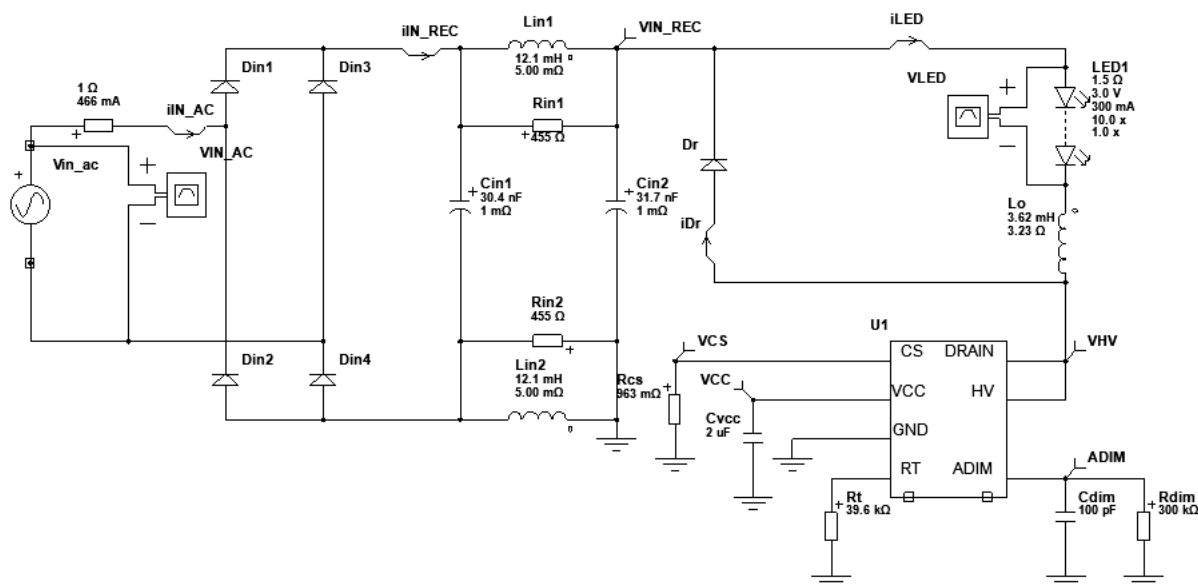 iIN_REC
Lin1
12.1 mH
5.00 mΩ
VIN_REC
iLED
Din1
Din3
Rin1
455 Ω
VLED
+
−
LED1
1.5 Ω
3.0 V
300 mA
10.0 x
1.0 x
1 Ω
466 mA
+
iIN_AC
VIN_AC
+
Vin_ac
+
−
+
+
Cin1
30.4 nF
1 mΩ
+
Cin2
31.7 nF
1 mΩ
Dr
iDr
Lo
3.62 mH
3.23 Ω
Rin2
455 Ω
+
Din2
Din4
Lin2
12.1 mH
5.00 mΩ
U1
CS
DRAIN
VCC
HV
GND
RT
ADIM
VHV
VCS
+
Rcs
963 mΩ
VCC
Cvcc
2 uF
ADIM
+
Rt
39.6 kΩ
Cdim
100 pF
+
Rdim
300 kΩ